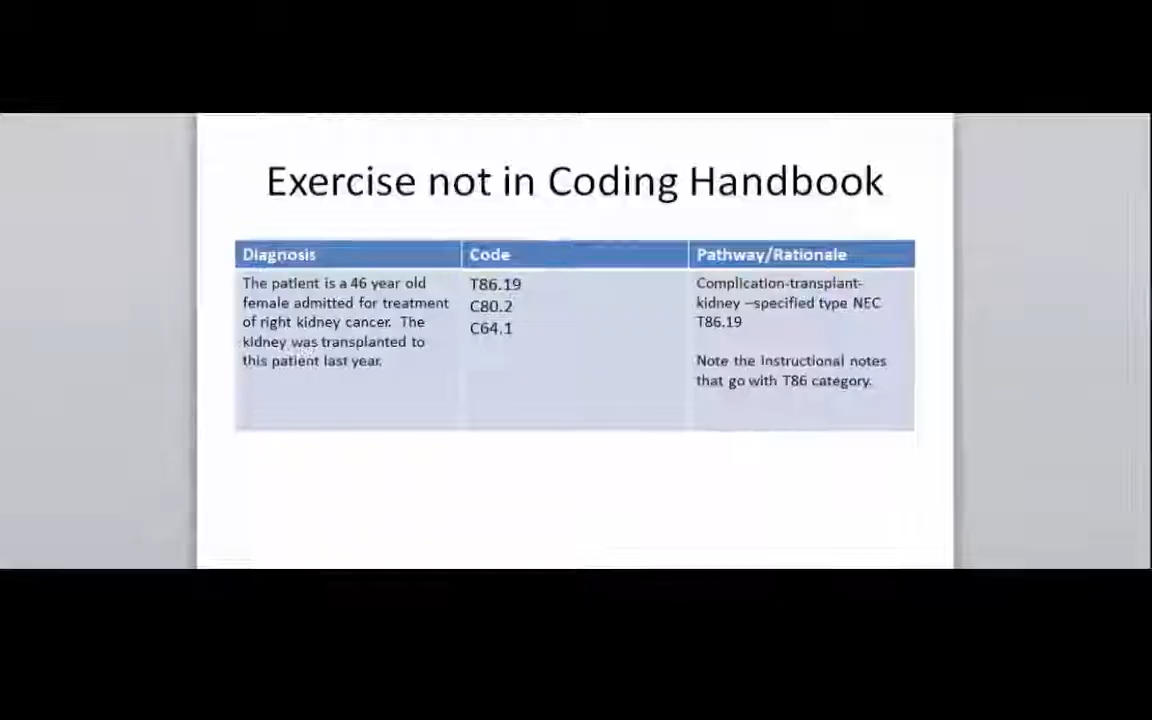 Exercise not in Coding Handbook
Diagnosis
Code
Pathway/Rationale
The patient is a 46 year old
female admitted for treatment
of right kidney cancer. The
kidney was transplanted to
this patient last year.
T86.19
C80.2
C64.1
Complication-transplant-
kidney –specified type NEC
T86.19
Note the instructional notes
that go with T86 category.